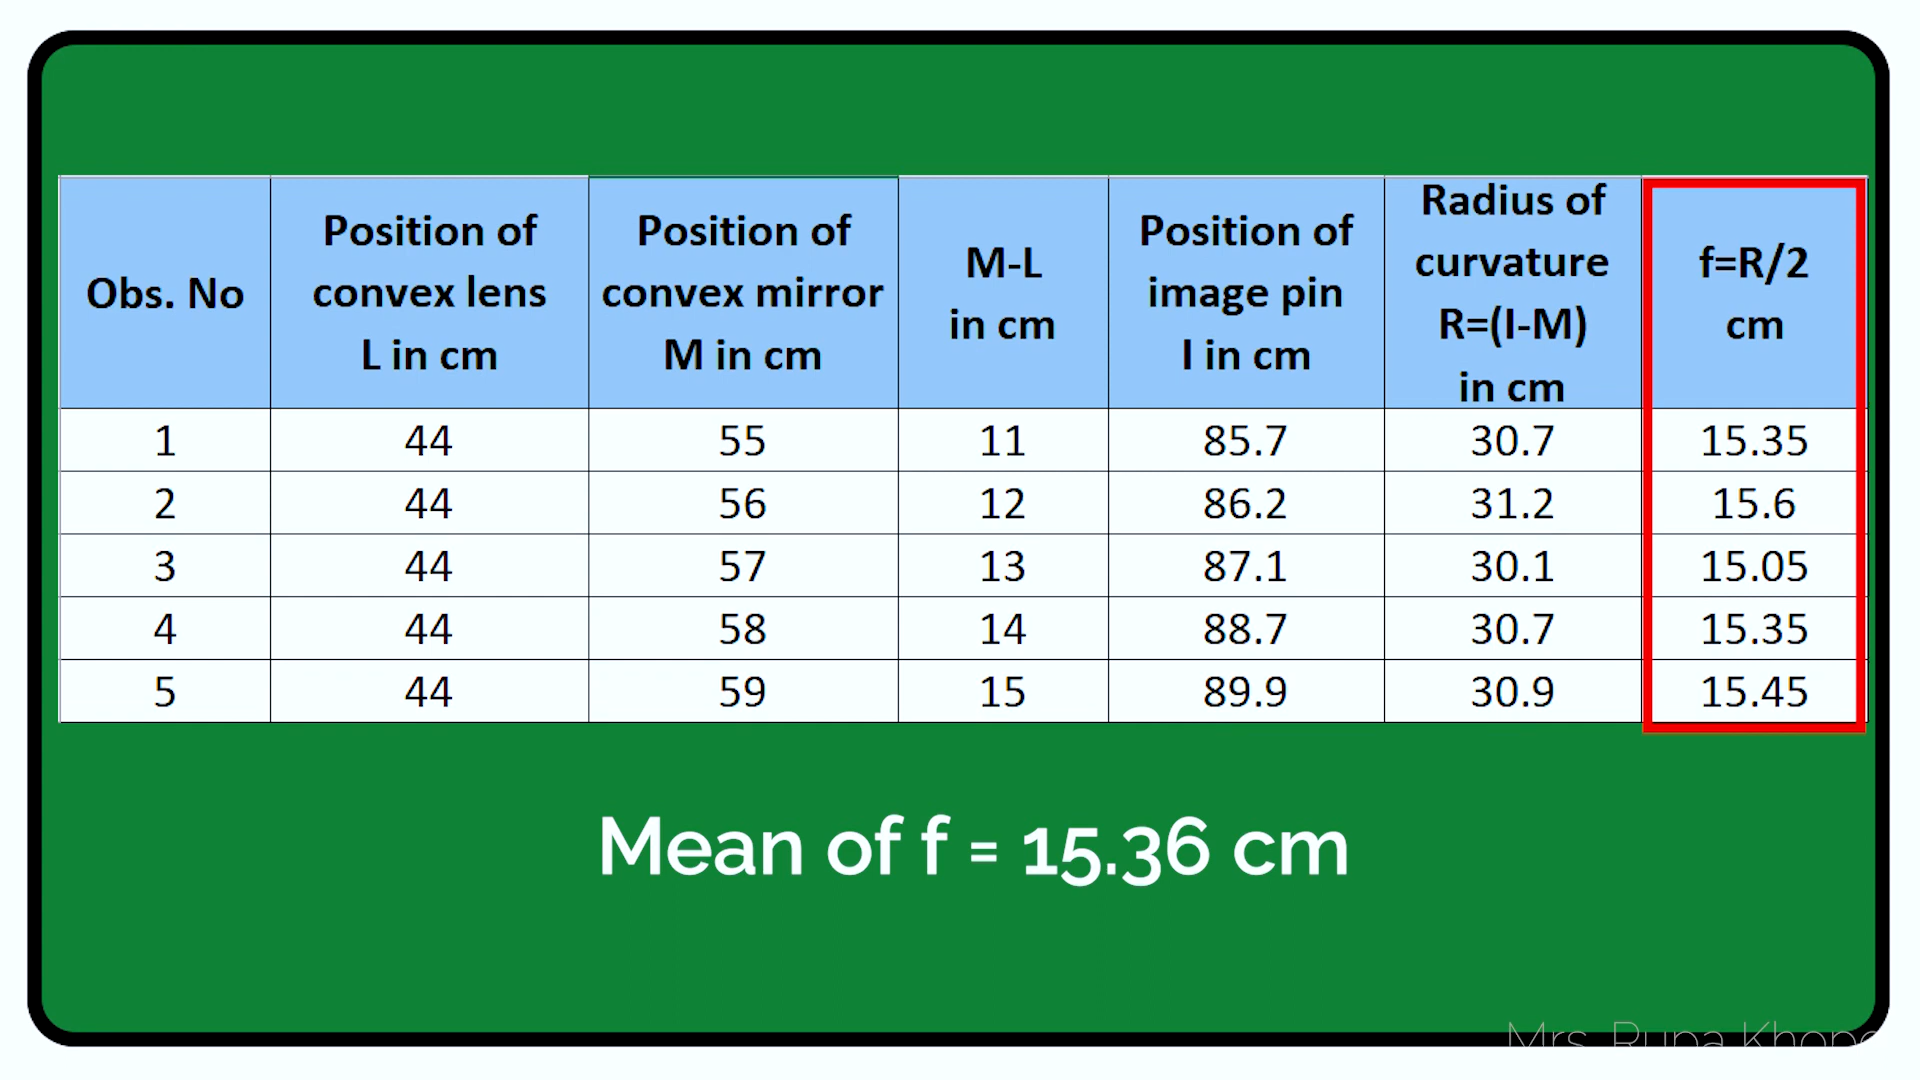 Obs. No
Position of
convex lens
L in cm
Position of
convex mirror
M in cm
M-L
in cm
Position of
image pin
I in cm
Radius of
curvature
R=(I-M)
in cm
f=R/2
cm
1 44 55 11 85.7 30.7 15.35
2 44 56 12 86.2 31.2 15.6
3 44 57 13 87.1 30.1 15.05
4 44 58 14 88.7 30.7 15.35
5 44 59 15 89.9 30.9 15.45
Mean of f = 15.36 cm
Mrs. Rupa